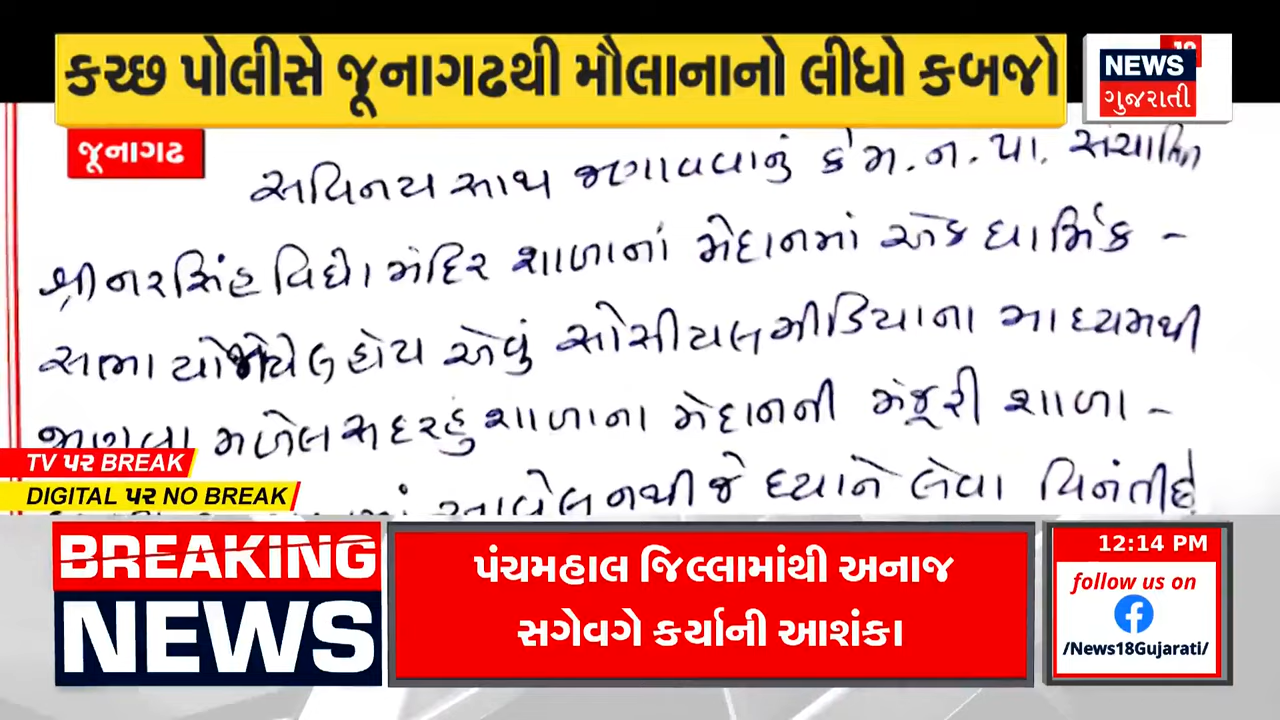 કચ્છ પોલીસે જૂનાગઢથી મૌલાનાનો લીધો કબજો
NEWS 18
ગુજરાતી
જૂનાગઢ
સવિનય સાથ જણાવવાનું કે મ.ન.પા. સંચાલિત
શ્રી નરસિંહ વિદ્યા મંદિર શાળાનાં મેદાનમાં એક ધાર્મિક -
સભા યોજાયેલ હોય એવું સોસીયલ મીડિયાના માધ્યમથી
જાણવા મળેલ સદરહું શાળાના મેદાનની મંજૂરી શાળા -
આવેલ નથી જે ધ્યાને લેવા વિનંતી છે
TV પર BREAK
DIGITAL પર NO BREAK
BREAKING
NEWS
પંચમહાલ જિલ્લામાંથી અનાજ
સગેવગે કર્યાની આશંકા
12:14 PM
follow us on
/News18Gujarati/